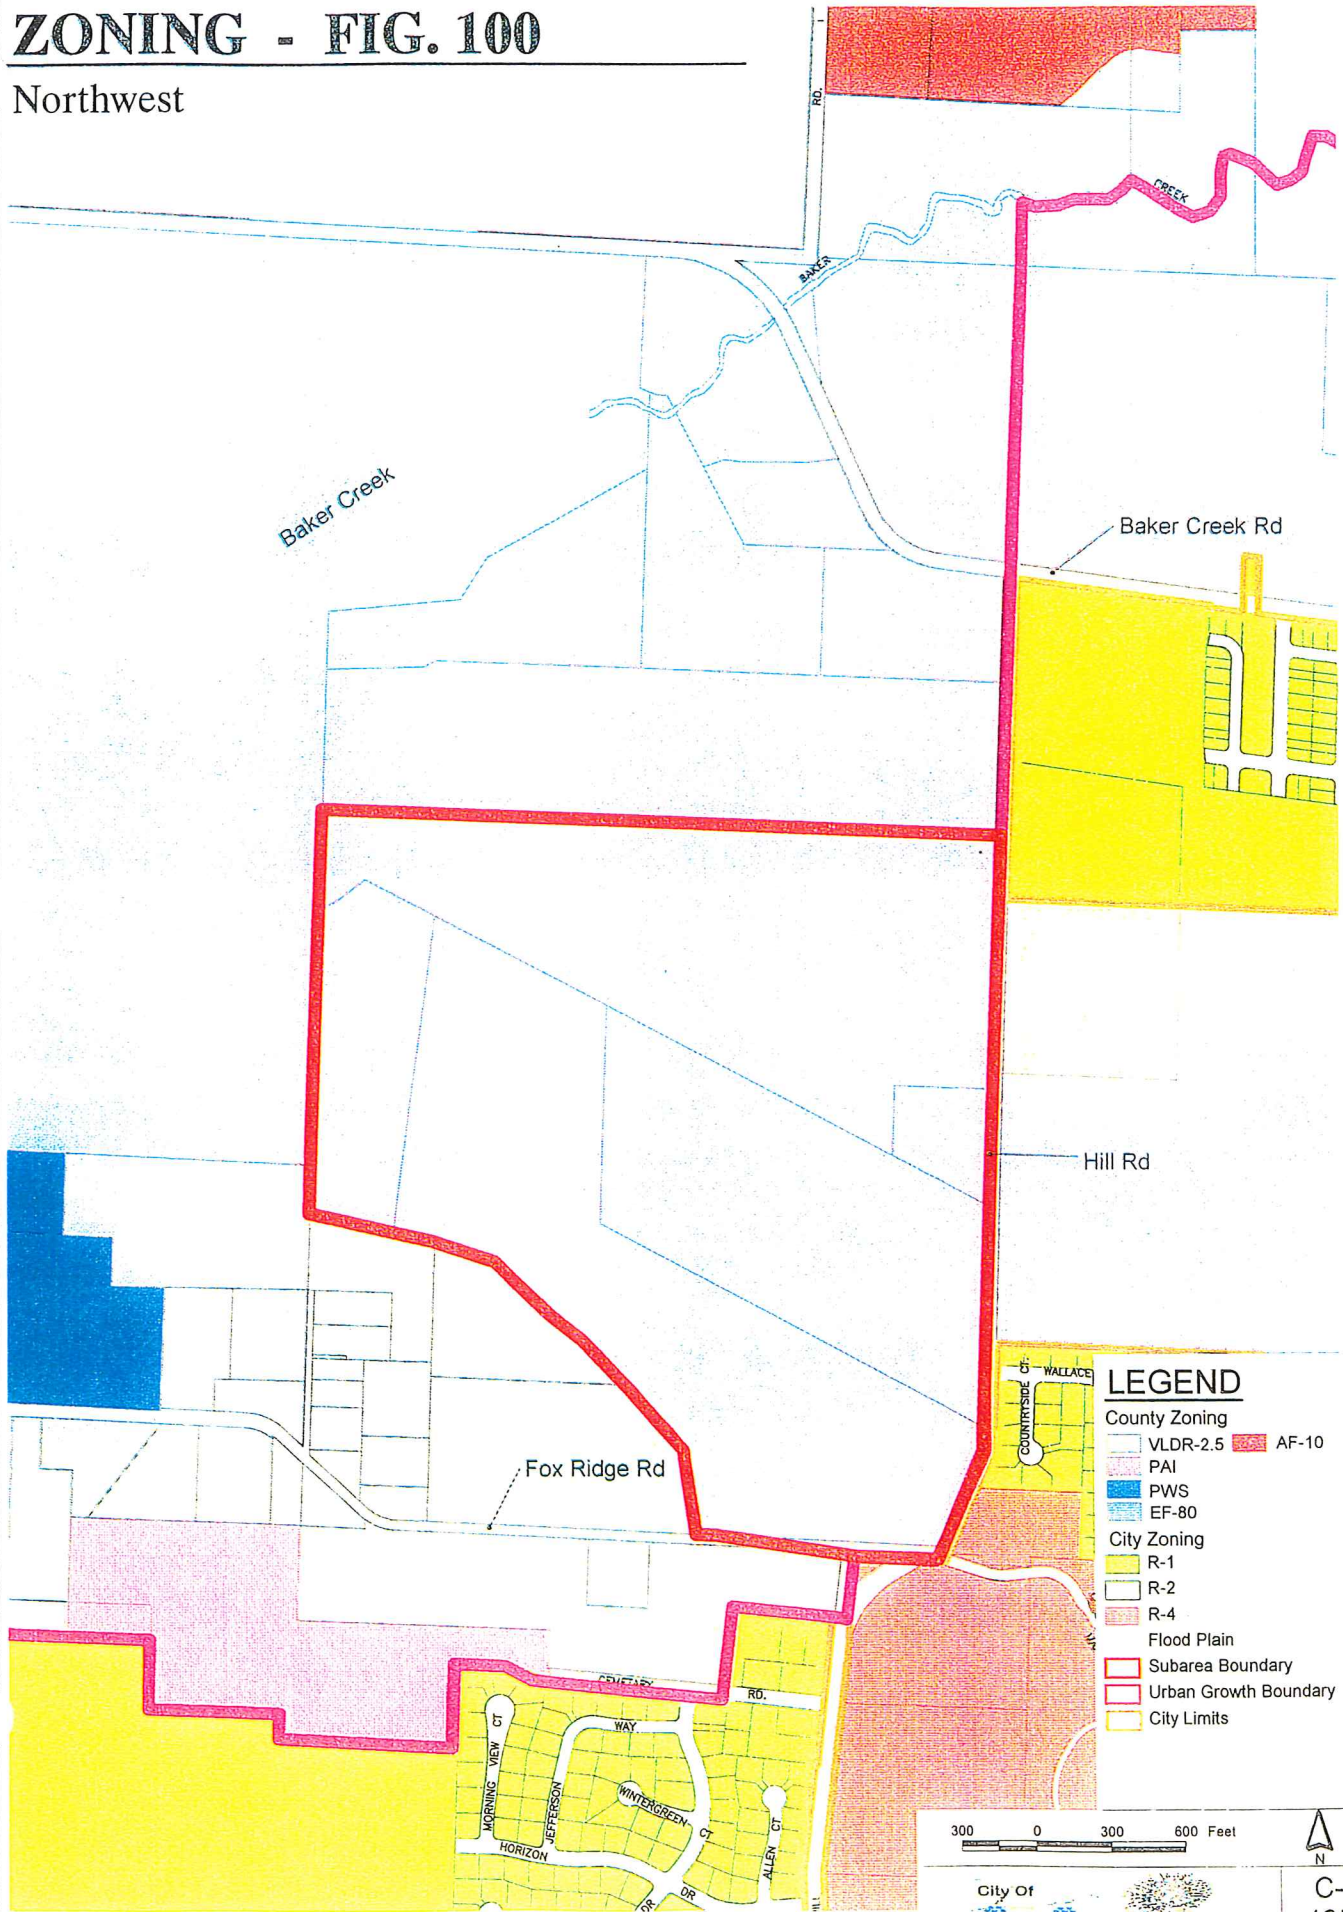 ZONING - FIG. 100
Northwest
RD.
CREEK
BAKER
Baker Creek
Baker Creek Rd
Hill Rd
Fox Ridge Rd
COUNTRYSIDE CT.
WALLACE
LEGEND
County Zoning
VLDR-2.5 AF-10
PAI
PWS
EF-80
City Zoning
R-1
R-2
R-4
Flood Plain
Subarea Boundary
Urban Growth Boundary
City Limits
CEMETARY RD.
MORNING VIEW CT
WAY
JEFFERSON
WINTERGREEN CT
ALLEN CT
HORIZON DR
DR
300 0 300 600 Feet
N
City Of
C-